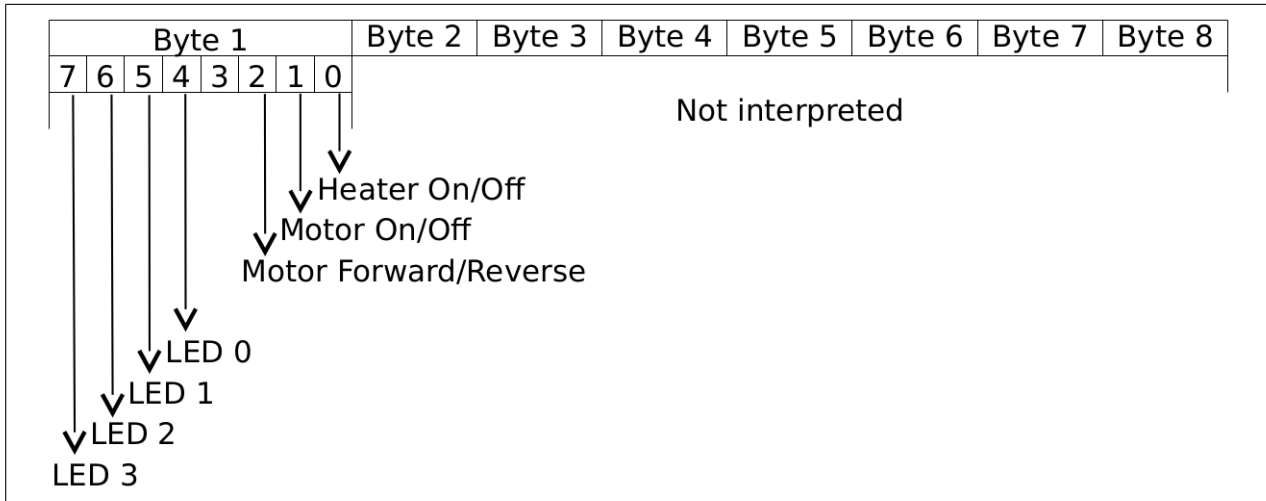 Byte 1 Byte 2 Byte 3 Byte 4 Byte 5 Byte 6 Byte 7 Byte 8
7 6 5 4 3 2 1 0
Not interpreted
Heater On/Off
Motor On/Off
Motor Forward/Reverse
LED 0
LED 1
LED 2
LED 3